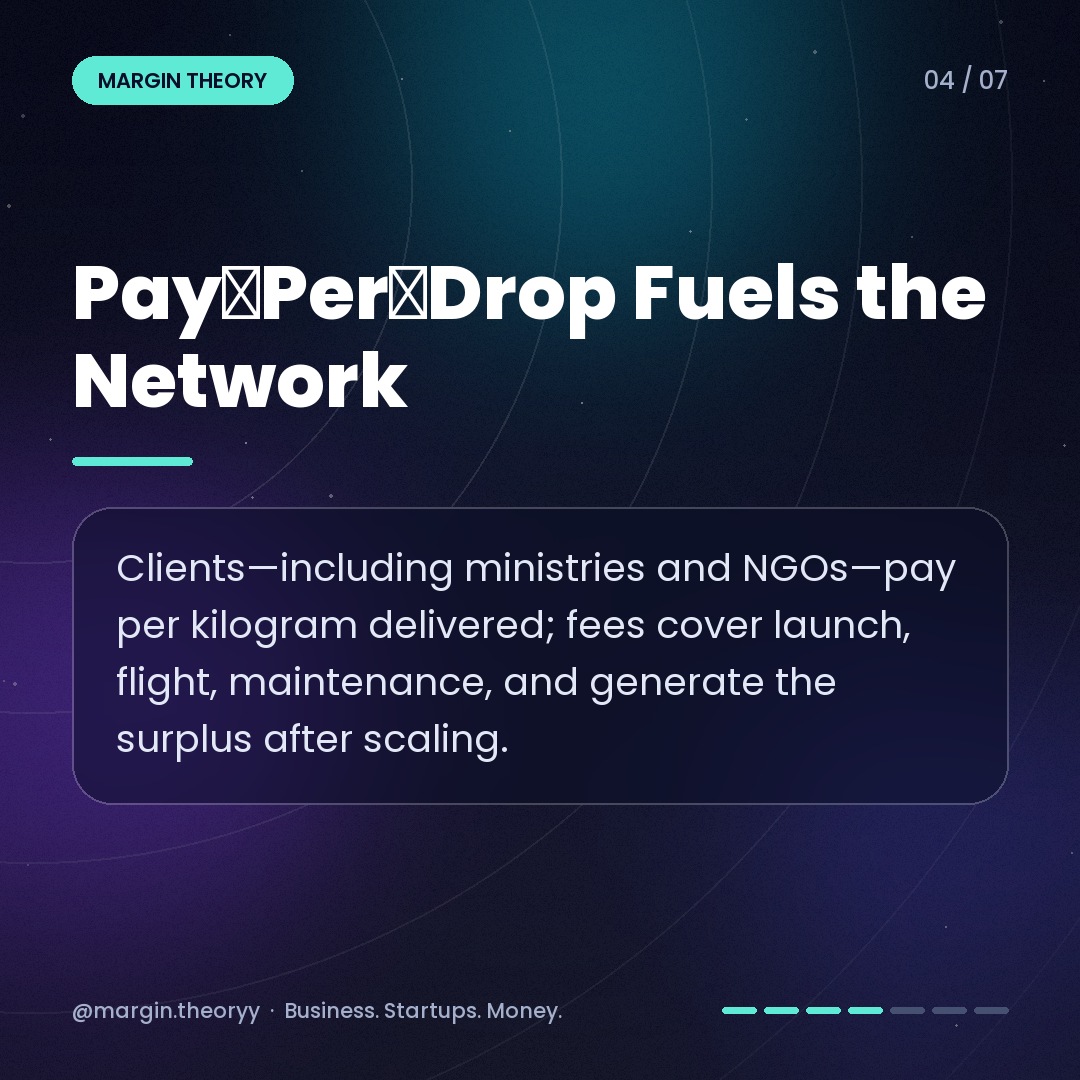 MARGIN THEORY
04 / 07
Pay☒Per☒Drop Fuels the
Network
Clients—including ministries and NGOs—pay
per kilogram delivered; fees cover launch,
flight, maintenance, and generate the
surplus after scaling.
@margin.theoryy · Business. Startups. Money.